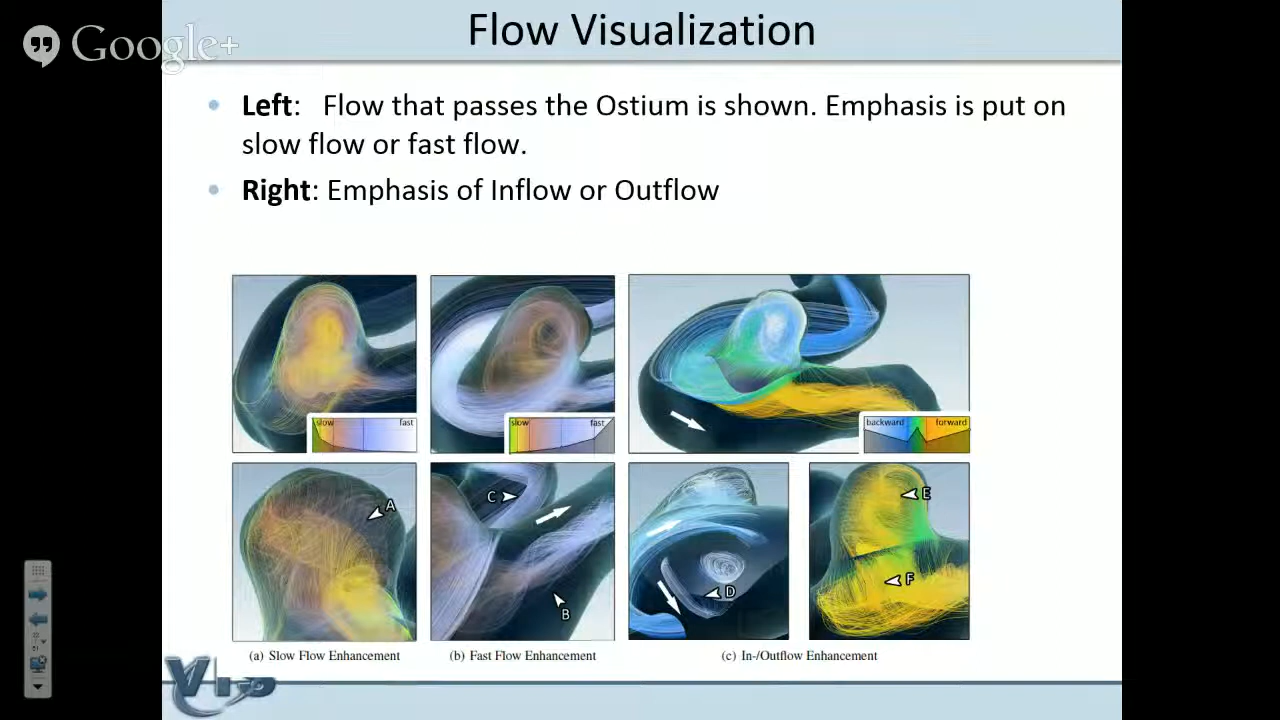 Google+
Flow Visualization
Left: Flow that passes the Ostium is shown. Emphasis is put on
slow flow or fast flow.
Right: Emphasis of Inflow or Outflow
slow fast
slow fast
backward forward
A
C
B
D
E
F
(a) Slow Flow Enhancement
(b) Fast Flow Enhancement
(c) In-/Outflow Enhancement